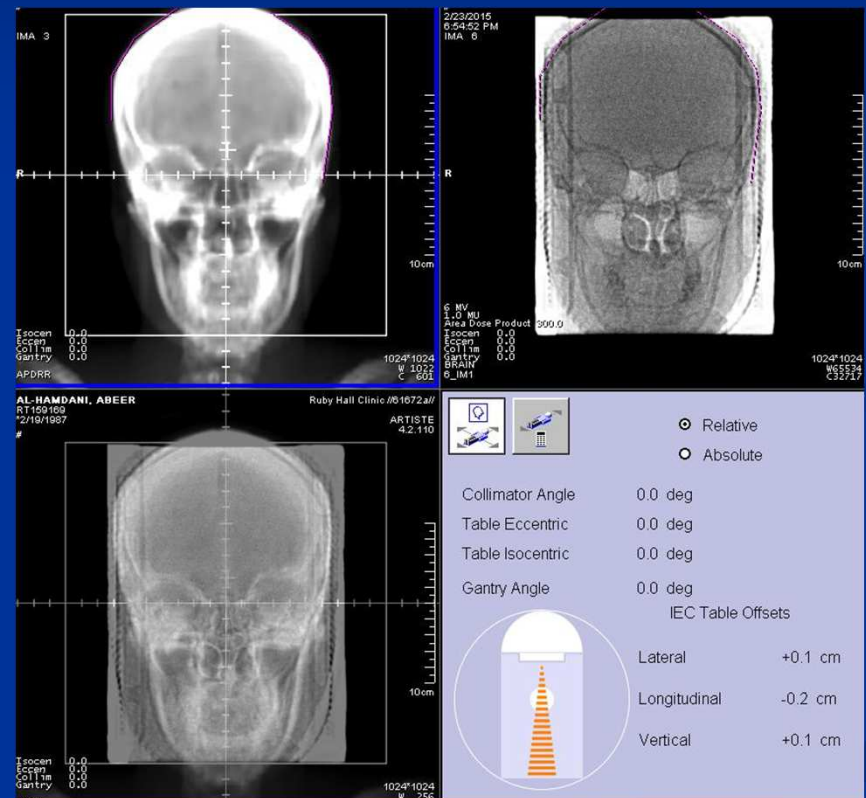 IMA 3
R
10cm
Isocen 0.0
Eccen 0.0
Collim 0.0
Gantry 0.0
APDRR
1024*1024
W 1022
C 601
2/23/2015
6:54:52 PM
IMA 6
R
10cm
6 MV
1.0 MU
Area Dose Product 300.0
Isocen 0.0
Eccen 0.0
Collim 0.0
Gantry 0.0
BRAIN
6_IM1
1024*1024
W65534
C32717
AL-HAMDANI, ABEER
RT159169
*2/19/1987
#
Ruby Hall Clinic //61672a//
ARTISTE
4.2.110
10cm
Isocen 0.0
Eccen 0.0
Collim 0.0
Gantry 0.0
1024*1024
W 256
Relative
Absolute
Collimator Angle 0.0 deg
Table Eccentric 0.0 deg
Table Isocentric 0.0 deg
Gantry Angle 0.0 deg
IEC Table Offsets
Lateral +0.1 cm
Longitudinal -0.2 cm
Vertical +0.1 cm